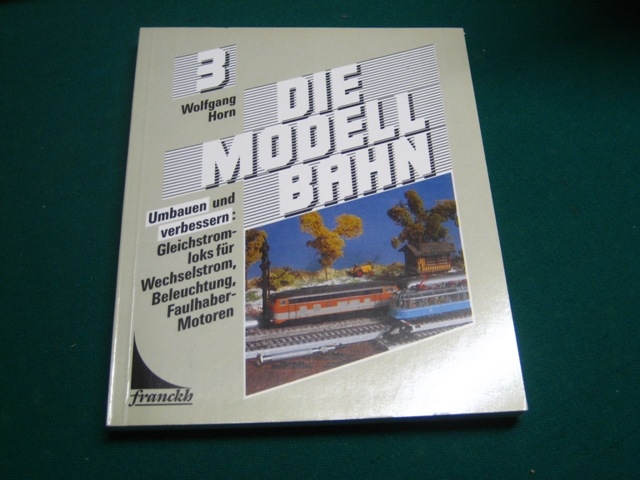 3
Wolfgang
Horn
DIE
MODELL
BAHN
Umbauen und
verbessern:
Gleichstrom-
loks für
Wechselstrom,
Beleuchtung,
Faulhaber-
Motoren
franckh